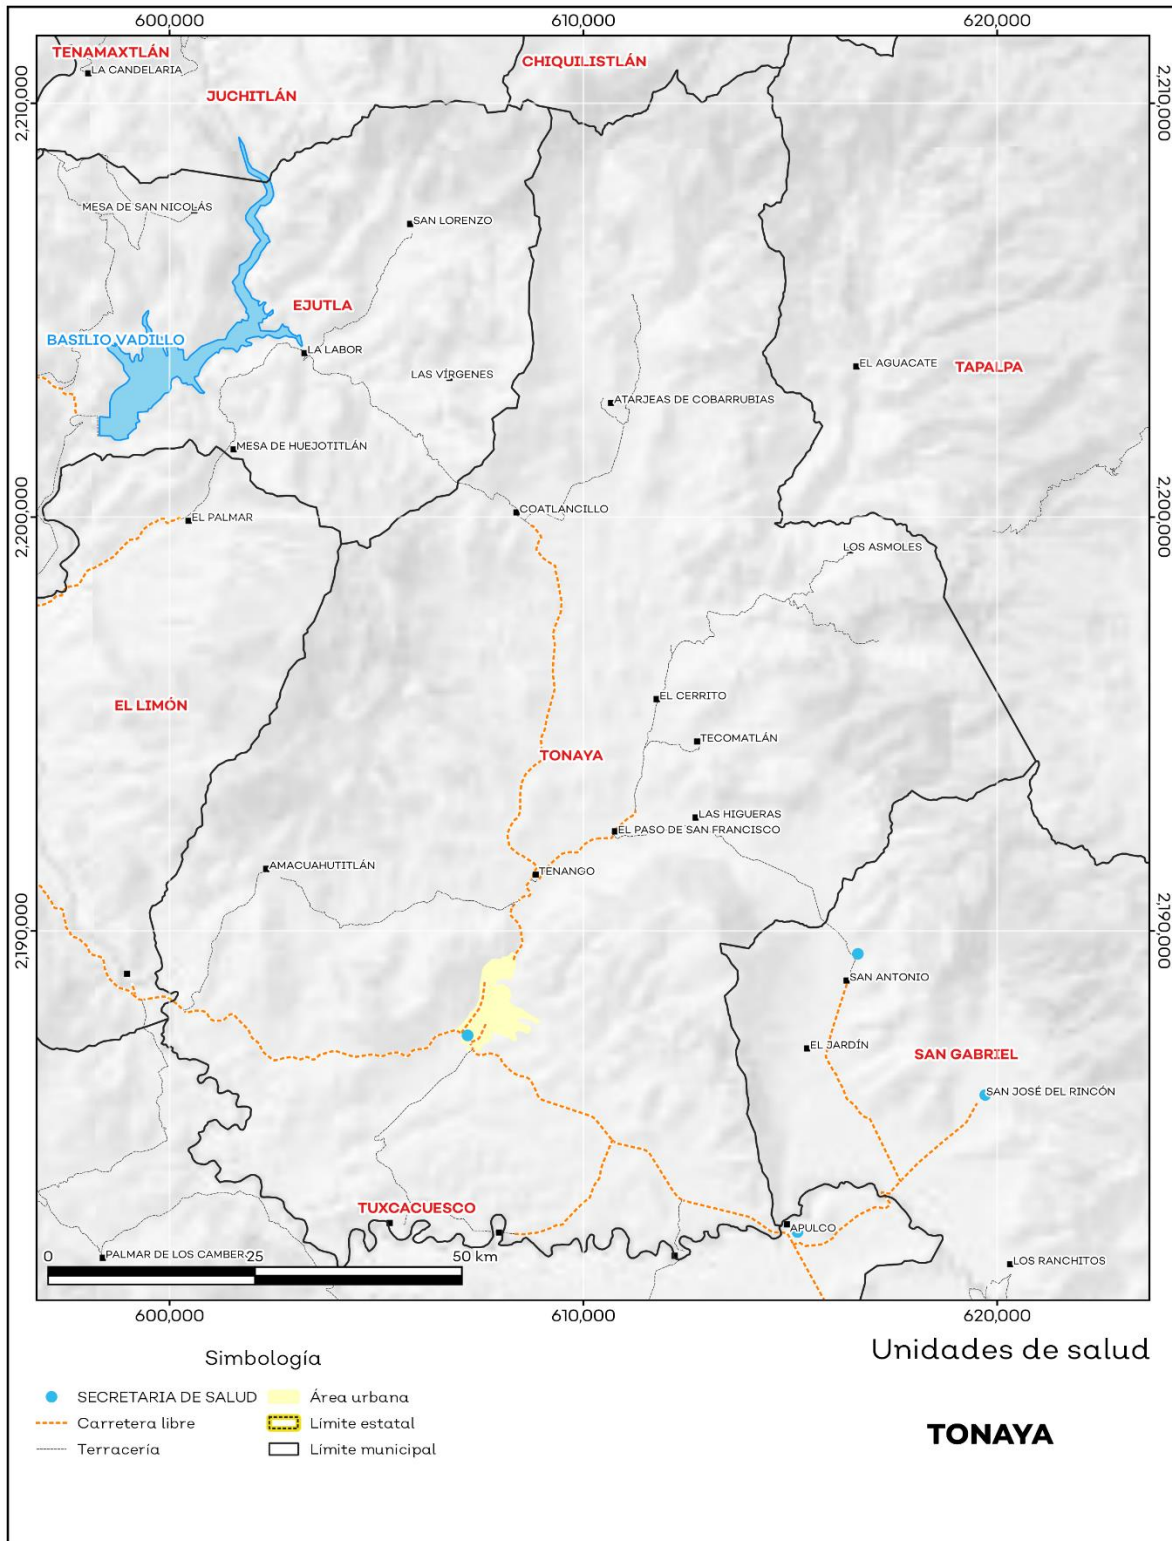 600,000
610,000
620,000
TENAMAXTLÁN
LA CANDELARIA
CHIQUILISTLÁN
JUCHITLÁN
2,210,000
2,210,000
MESA DE SAN NICOLÁS
SAN LORENZO
EJUTLA
BASILIO VADILLO
LA LABOR
EL AGUACATE
TAPALPA
LAS VÍRGENES
ATARJEAS DE COBARRUBIAS
MESA DE HUEJOTITLÁN
COATLANCILLO
EL PALMAR
2,200,000
2,200,000
LOS ASMOLES
EL CERRITO
EL LIMÓN
TECOMATLÁN
TONAYA
LAS HIGUERAS
EL PASO DE SAN FRANCISCO
AMACUAHUTITLÁN
TENANGO
2,190,000
2,190,000
SAN ANTONIO
EL JARDÍN
SAN GABRIEL
SAN JOSÉ DEL RINCÓN
TUXCACUESCO
APULCO
PALMAR DE LOS CAMBER
LOS RANCHITOS
0 25 50 km
600,000
610,000
620,000
Simbología
Unidades de salud
SECRETARIA DE SALUD
Área urbana
Carretera libre
Límite estatal
Terracería
Límite municipal
TONAYA